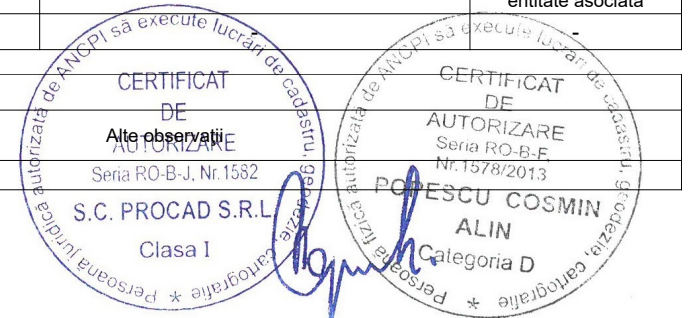 entitate asociată
-
-
Persoană juridică autorizată de ANCPI să execute lucrări de cadastru, geodezie, cartografie *
CERTIFICAT
DE
AUTORIZARE
Seria RO-B-J, Nr.1582
S.C. PROCAD S.R.L
Clasa I
Alte observații
Persoană fizică autorizată de ANCPI să execute lucrări de cadastru, geodezie, cartografie *
CERTIFICAT
DE
AUTORIZARE
Seria RO-B-F,
Nr.1578/2013
POPESCU COSMIN
ALIN
Categoria D